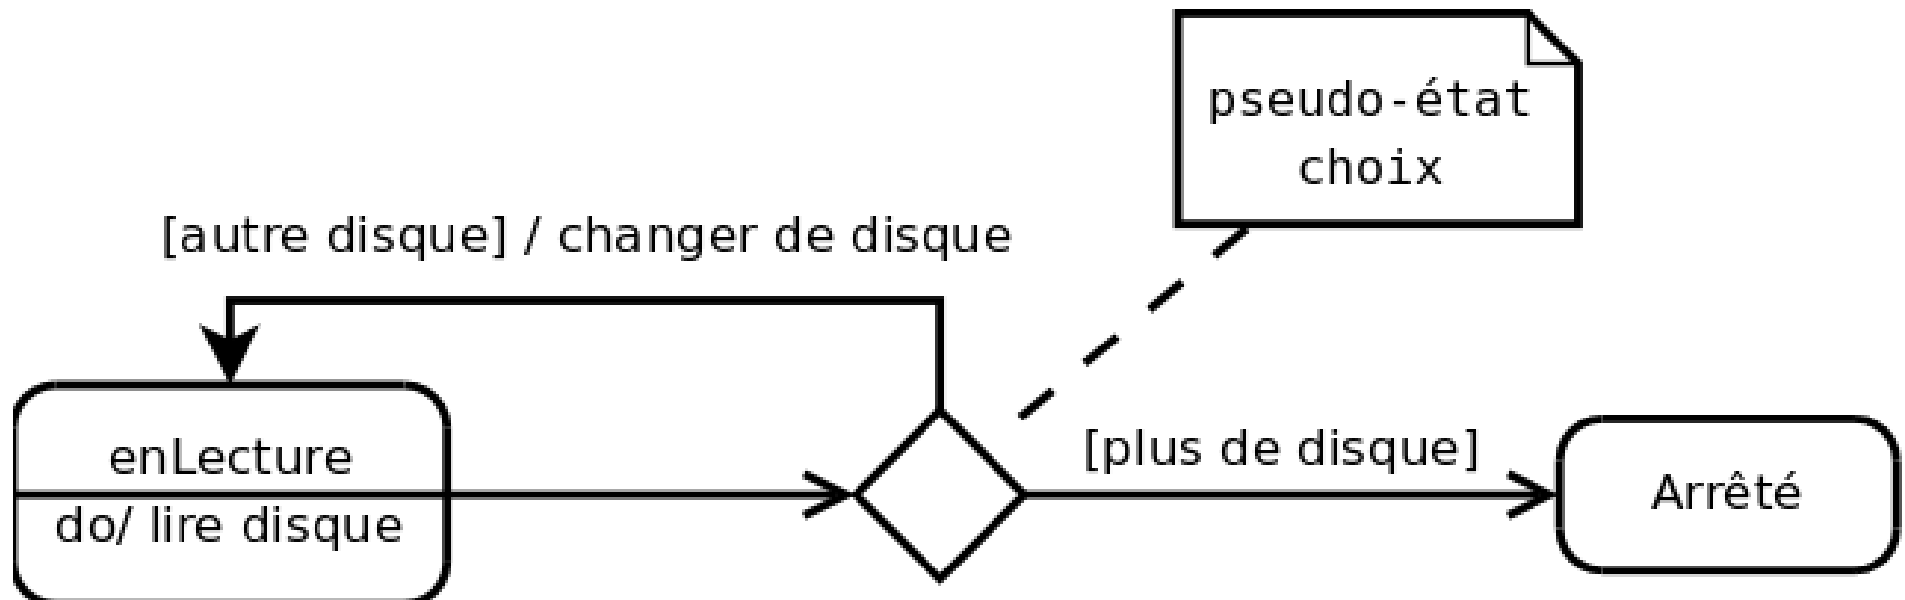 pseudo-état
choix
[autre disque] / changer de disque
enLecture
do/ lire disque
[plus de disque]
Arrêté